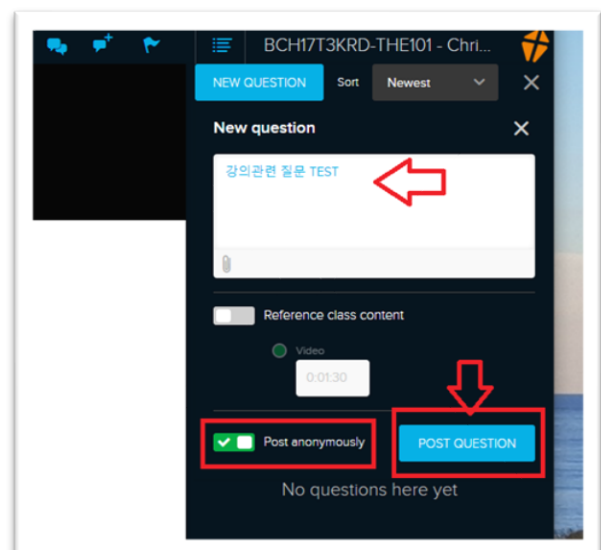 BCH17T3KRD-THE101 - Chri...
NEW QUESTION Sort Newest
New question
강의관련 질문 TEST
Reference class content
Video
0:01:30
Post anonymously POST QUESTION
No questions here yet